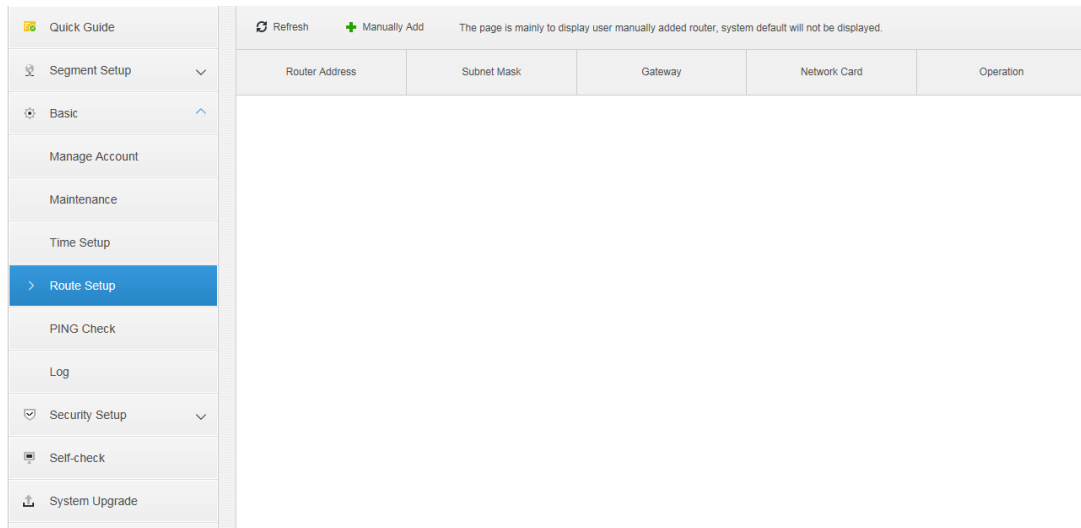 Quick Guide
Segment Setup
Basic
Manage Account
Maintenance
Time Setup
Route Setup
PING Check
Log
Security Setup
Self-check
System Upgrade
Refresh Manually Add The page is mainly to display user manually added router, system default will not be displayed.
Router Address Subnet Mask Gateway Network Card Operation